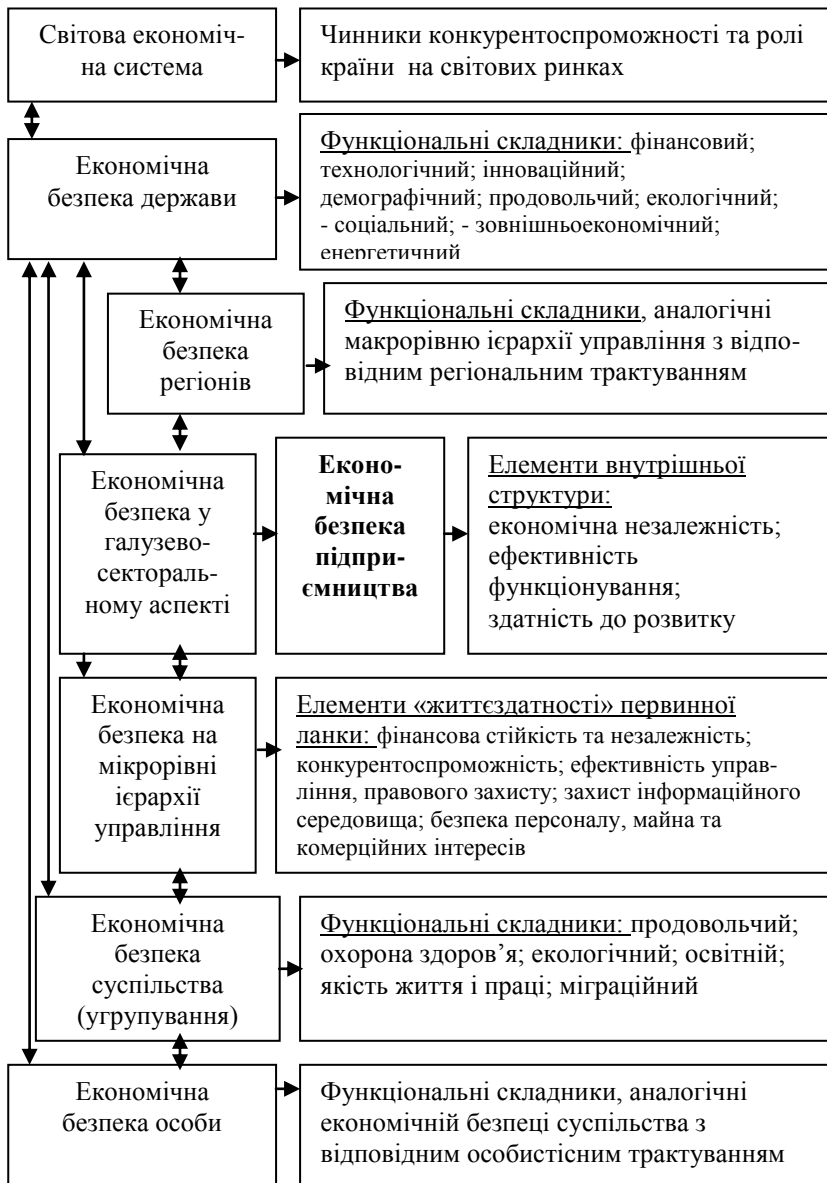 Світова економіч-
на система
Чинники конкурентоспроможності та ролі
країни на світових ринках
Економічна
безпека держави
Функціональні складники: фінансовий;
технологічний; інноваційний;
демографічний; продовольчий; екологічний;
- соціальний; - зовнішньоекономічний;
енергетичний
Економічна
безпека
регіонів
Функціональні складники, аналогічні
макрорівню ієрархії управління з відпо-
відним регіональним трактуванням
Економічна
безпека у
галузево-
сектораль-
ному аспекті
Еконо-
мічна
безпека
підпри-
ємництва
Елементи внутрішньої
структури:
економічна незалежність;
ефективність
функціонування;
здатність до розвитку
Економічна
безпека на
мікрорівні
ієрархії
управління
Елементи «життєздатності» первинної
ланки: фінансова стійкість та незалежність;
конкурентоспроможність; ефективність управ-
ління, правового захисту; захист інформаційного
середовища; безпека персоналу, майна та
комерційних інтересів
Економічна
безпека
суспільства
(угрупування)
Функціональні складники: продовольчий;
охорона здоров’я; екологічний; освітній;
якість життя і праці; міграційний
Економічна
безпека особи
Функціональні складники, аналогічні
економічній безпеці суспільства з
відповідним особистісним трактуванням